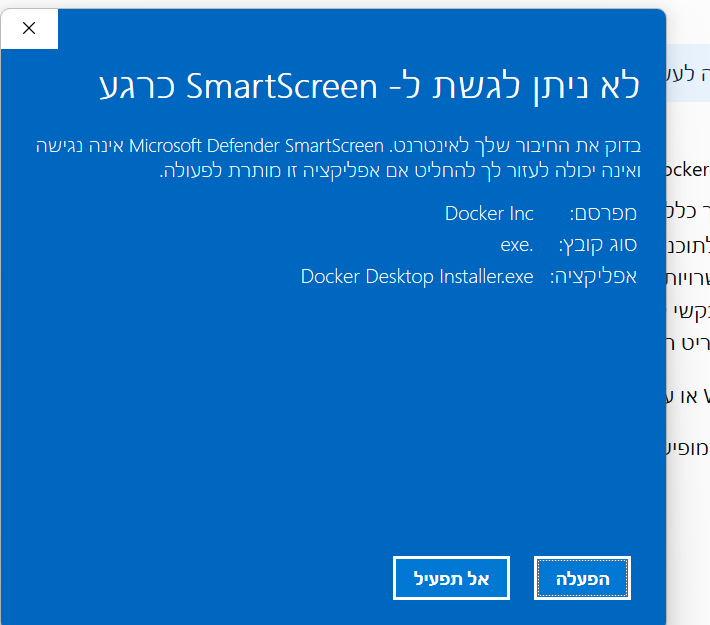 לא ניתן לגשת ל- SmartScreen כרגע
בדוק את החיבור שלך לאינטרנט. Microsoft Defender SmartScreen אינה נגישה
ואינה יכולה לעזור לך להחליט אם אפליקציה זו מותרת לפעולה.
מפרסם: Docker Inc
סוג קובץ: .exe
אפליקציה: Docker Desktop Installer.exe
הפעלה
אל תפעיל